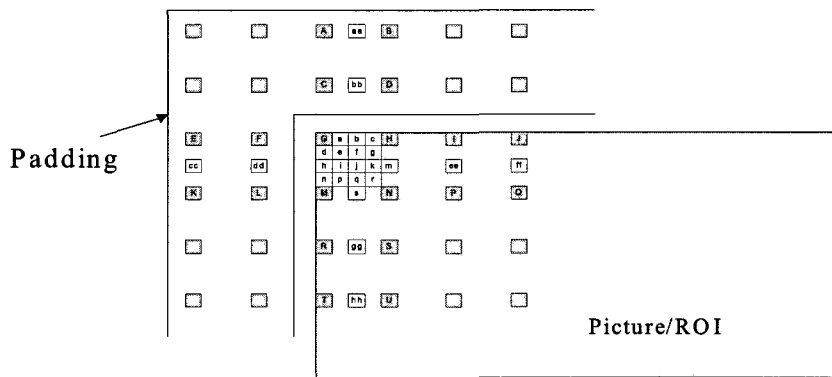 A aa B
C bb D
E F G a b c H I J
d e f g
cc dd h i j k m ee ff
n p q r
K L M s N P Q
R gg S
T hh U
Padding
Picture/ROI